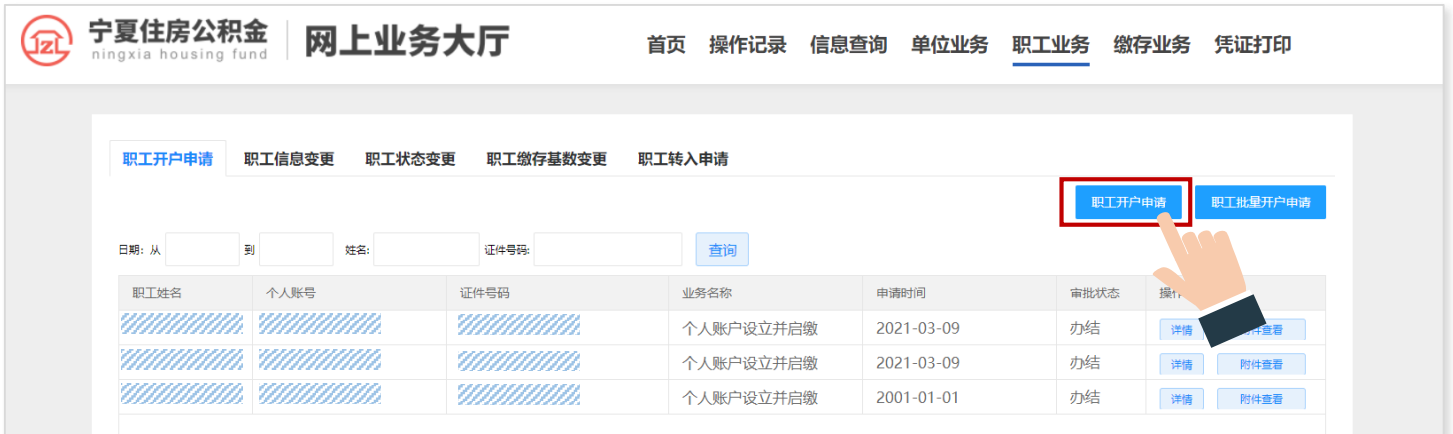 宁夏住房公积金
ningxia housing fund
网上业务大厅
首页 操作记录 信息查询 单位业务 职工业务 缴存业务 凭证打印
职工开户申请 职工信息变更 职工状态变更 职工缴存基数变更 职工转入申请
职工开户申请 职工批量开户申请
日期: 从 到 姓名: 证件号码: 查询
职工姓名 个人账号 证件号码 业务名称 申请时间 审批状态 操作
个人账户设立并启缴 2021-03-09 办结 详情 附件查看
个人账户设立并启缴 2021-03-09 办结 详情 附件查看
个人账户设立并启缴 2001-01-01 办结 详情 附件查看